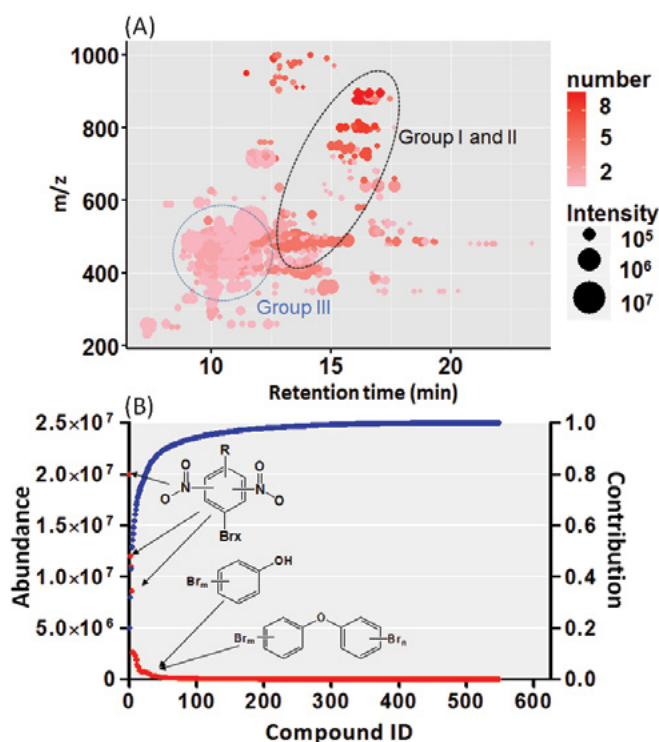 (A)
1000
800
600
400
200
m/z
10
15
20
Retention time (min)
Group I and II
Group III
number
8
5
2
Intensity
10⁵
10⁶
10⁷
(B)
2.5×10⁷
2.0×10⁷
1.5×10⁷
1.0×10⁷
5.0×10⁶
0
Abundance
1.0
0.8
0.6
0.4
0.2
0.0
Contribution
0
100
200
300
400
500
600
Compound ID
R
O
N
O
O
N
O
Brx
Brₘ
OH
O
Brₘ
Brₙ